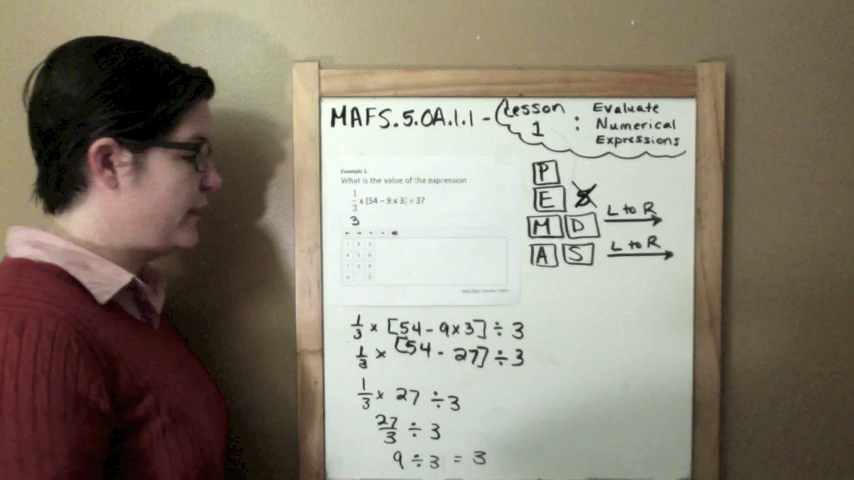 MAFS.5.OA.1.1 - Lesson 1 : Evaluate Numerical Expressions
Example 1.
What is the value of the expression
1/3 x [54 − 9 x 3] ÷ 3?
3
P
E
M D L to R
A S L to R
1/3 × [54 - 9×3] ÷ 3
1/3 × [54 - 27] ÷ 3
1/3 × 27 ÷ 3
27/3 ÷ 3
9 ÷ 3 = 3